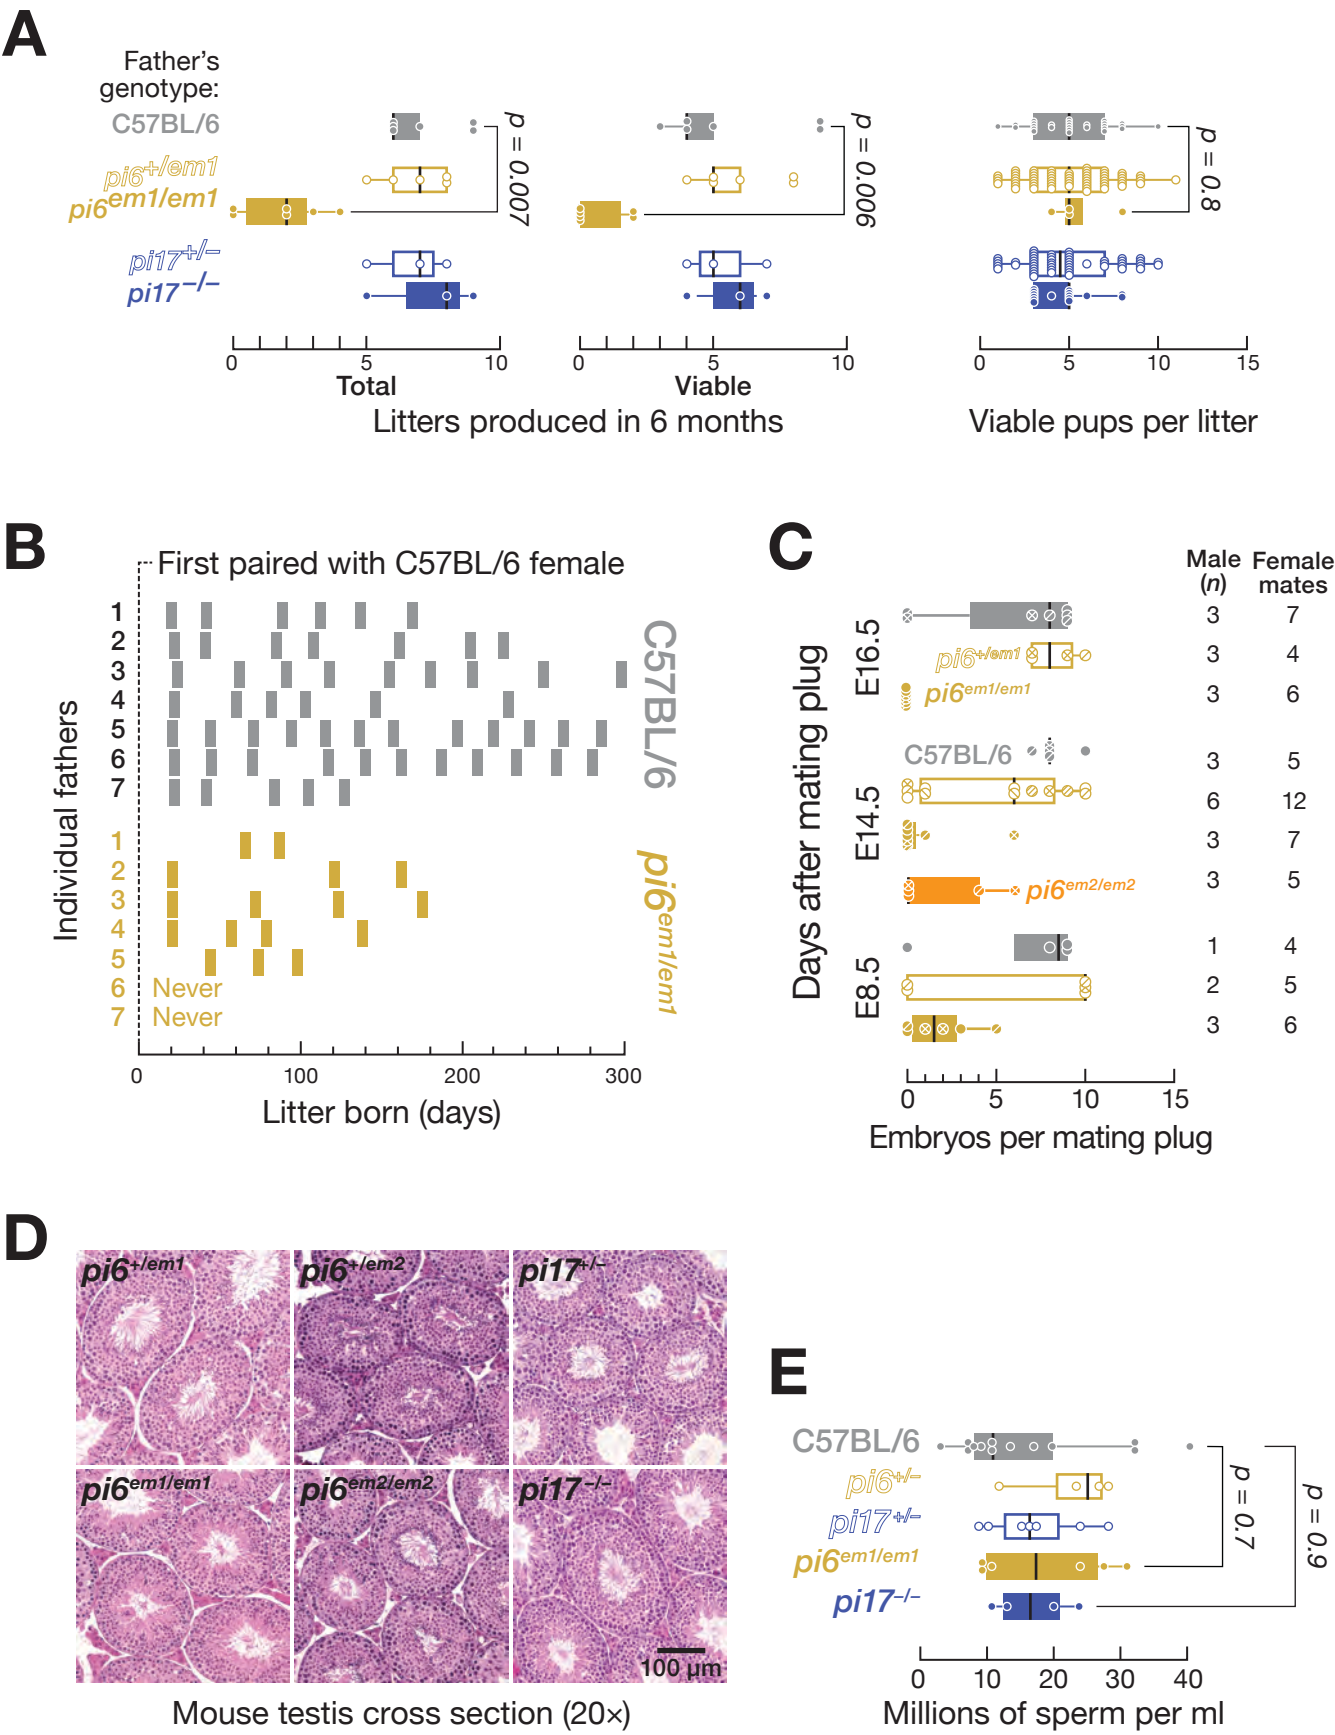 A
Father's
genotype:
C57BL/6
pi6+/em1
pi6em1/em1
pi17+/–
pi17–/–
p = 0.007
p = 0.006
p = 0.8
0 5 10
0 5 10
0 5 10 15
Total
Viable
Litters produced in 6 months
Viable pups per litter
B
First paired with C57BL/6 female
Individual fathers
1
2
3
4
5
6
7
C57BL/6
1
2
3
4
5
6 Never
7 Never
pi6em1/em1
0 100 200 300
Litter born (days)
C
Male
(n)
Female
mates
Days after mating plug
E16.5
3 7
pi6+/em1 3 4
pi6em1/em1 3 6
E14.5
C57BL/6 3 5
6 12
3 7
pi6em2/em2 3 5
E8.5
1 4
2 5
3 6
0 5 10 15
Embryos per mating plug
D
pi6+/em1
pi6+/em2
pi17+/–
pi6em1/em1
pi6em2/em2
pi17–/–
100 µm
Mouse testis cross section (20×)
E
C57BL/6
pi6+/–
pi17+/–
pi6em1/em1
pi17–/–
p = 0.7
p = 0.9
0 10 20 30 40
Millions of sperm per ml